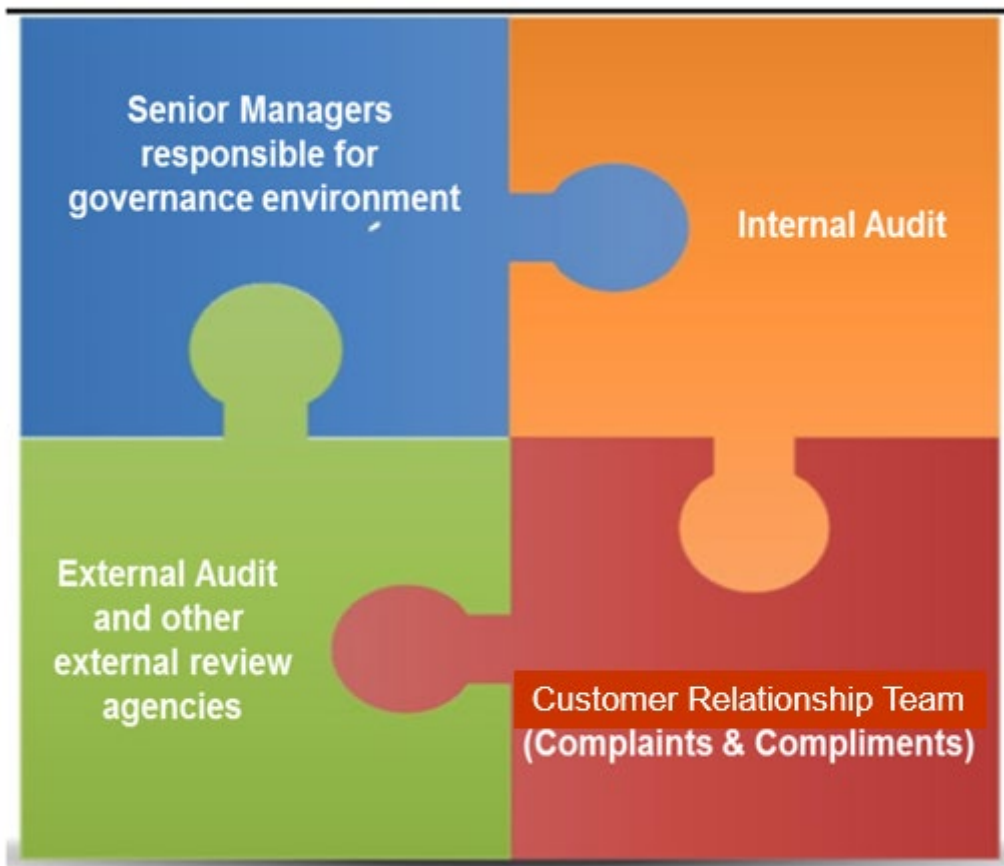 Senior Managers
responsible for
governance environment
Internal Audit
External Audit
and other
external review
agencies
Customer Relationship Team
(Complaints & Compliments)